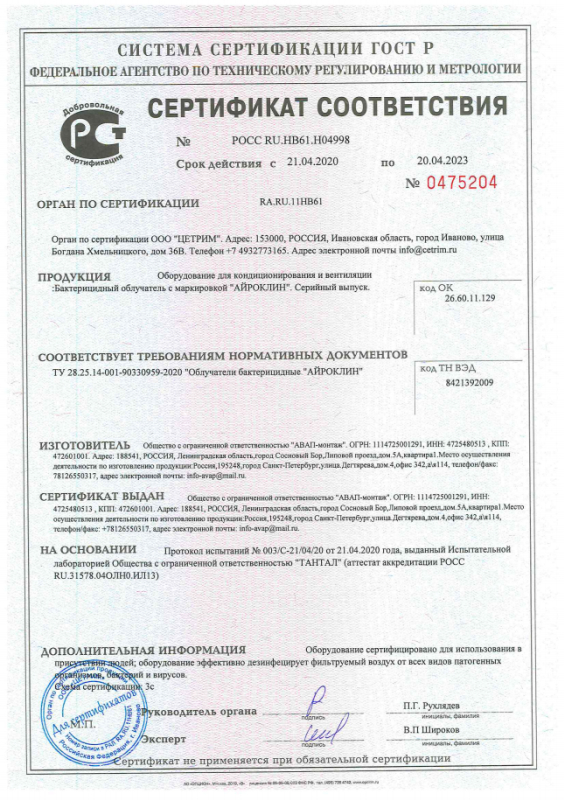 СИСТЕМА СЕРТИФИКАЦИИ ГОСТ Р
ФЕДЕРАЛЬНОЕ АГЕНТСТВО ПО ТЕХНИЧЕСКОМУ РЕГУЛИРОВАНИЮ И МЕТРОЛОГИИ
Добровольная
сертификация
СЕРТИФИКАТ СООТВЕТСТВИЯ
№ РОСС RU.НВ61.Н04998
Срок действия с 21.04.2020 по 20.04.2023
№ 0475204
ОРГАН ПО СЕРТИФИКАЦИИ RA.RU.11НВ61
Орган по сертификации ООО "ЦЕТРИМ". Адрес: 153000, РОССИЯ, Ивановская область, город Иваново, улица
Богдана Хмельницкого, дом 36В. Телефон +7 4932773165. Адрес электронной почты info@cetrim.ru
ПРОДУКЦИЯ Оборудование для кондиционирования и вентиляции
:Бактерицидный облучатель с маркировкой "АЙРОКЛИН". Серийный выпуск.
код ОК
26.60.11.129
СООТВЕТСТВУЕТ ТРЕБОВАНИЯМ НОРМАТИВНЫХ ДОКУМЕНТОВ
ТУ 28.25.14-001-90330959-2020 "Облучатели бактерицидные "АЙРОКЛИН"
код ТН ВЭД
8421392009
ИЗГОТОВИТЕЛЬ Общество с ограниченной ответственностью "АВАП-монтаж". ОГРН: 1114725001291, ИНН: 4725480513 , КПП:
472601001. Адрес: 188541, РОССИЯ, Ленинградская область,город Сосновый Бор,Липовой проезд,дом.5А,квартира1.Место осуществления
деятельности по изготовлению продукции:Россия,195248,город Санкт-Петербург,улица.Дегтярева,дом.4,офис 342,а\я114, телефон/факс:
78126550317, адрес электронной почты: info-avap@mail.ru.
СЕРТИФИКАТ ВЫДАН Общество с ограниченной ответственностью "АВАП-монтаж". ОГРН: 1114725001291, ИНН:
4725480513 , КПП: 472601001. Адрес: 188541, РОССИЯ, Ленинградская область,город Сосновый Бор,Липовой проезд,дом.5А,квартира1.Место
осуществления деятельности по изготовлению продукции:Россия,195248,город Санкт-Петербург,улица.Дегтярева,дом.4,офис 342,а\я114,
телефон/факс: +78126550317, адрес электронной почты: info-avap@mail.ru.
НА ОСНОВАНИИ Протокол испытаний № 003/С-21/04/20 от 21.04.2020 года, выданный Испытательной
лабораторией Общества с ограниченной ответственностью "ТАНТАЛ" (аттестат аккредитации РОСС
RU.31578.04ОЛН0.ИЛ13)
ДОПОЛНИТЕЛЬНАЯ ИНФОРМАЦИЯ Оборудование сертифицировано для использования в
присутствии людей; оборудование эффективно дезинфецирует фильтруемый воздух от всех видов патогенных
организмов, бактерий и вирусов.
Схема сертификации: 3с
Для сертификатов
Российская Федерация, г. Иваново
М.П.
Руководитель органа
подпись
П.Г. Рухлядев
инициалы, фамилия
Эксперт
подпись
В.П Широков
инициалы, фамилия
Сертификат не применяется при обязательной сертификации